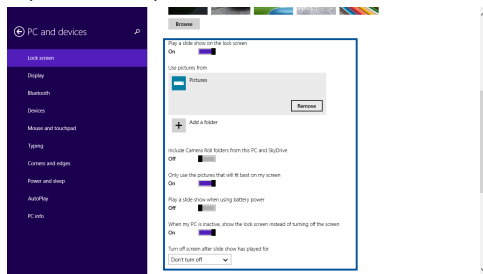 Browse
PC and devices
Lock screen
Display
Bluetooth
Devices
Mouse and touchpad
Typing
Corners and edges
Power and sleep
AutoPlay
PC info
Play a slide show on the lock screen
On
Use pictures from
Pictures
Remove
Add a folder
Include Camera Roll folders from this PC and SkyDrive
Off
Only use the pictures that will fit best on my screen
On
Play a slide show when using battery power
Off
When my PC is inactive, show the lock screen instead of turning off the screen
On
Turn off screen after slide show has played for
Don't turn off